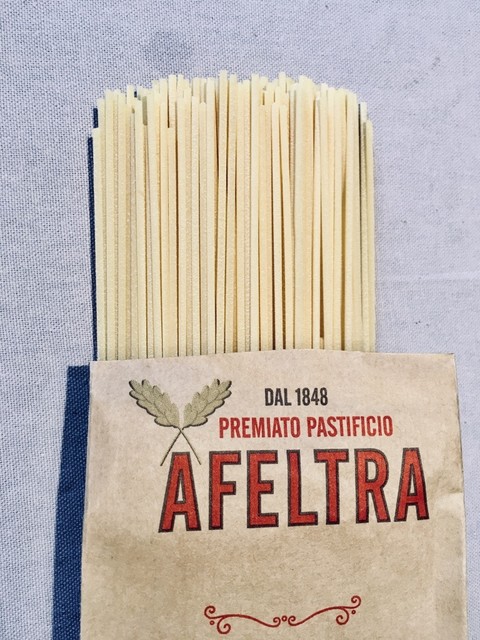 DAL 1848
PREMIATO PASTIFICIO
AFELTRA